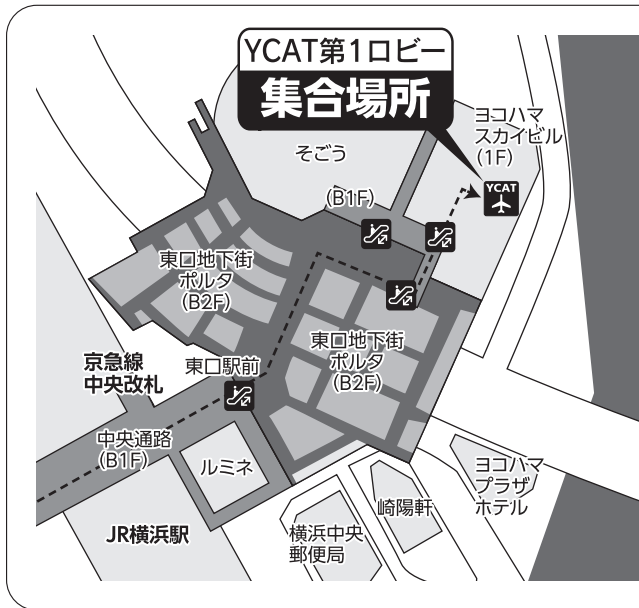 YCAT第1ロビー
集合場所
ヨコハマ
スカイビル
(1F)
そごう
(B1F)
YCAT
東口地下街
ポルタ
(B2F)
東口地下街
ポルタ
(B2F)
京急線
中央改札
東口駅前
中央通路
(B1F)
ルミネ
JR横浜駅
横浜中央
郵便局
崎陽軒
ヨコハマ
プラザ
ホテル